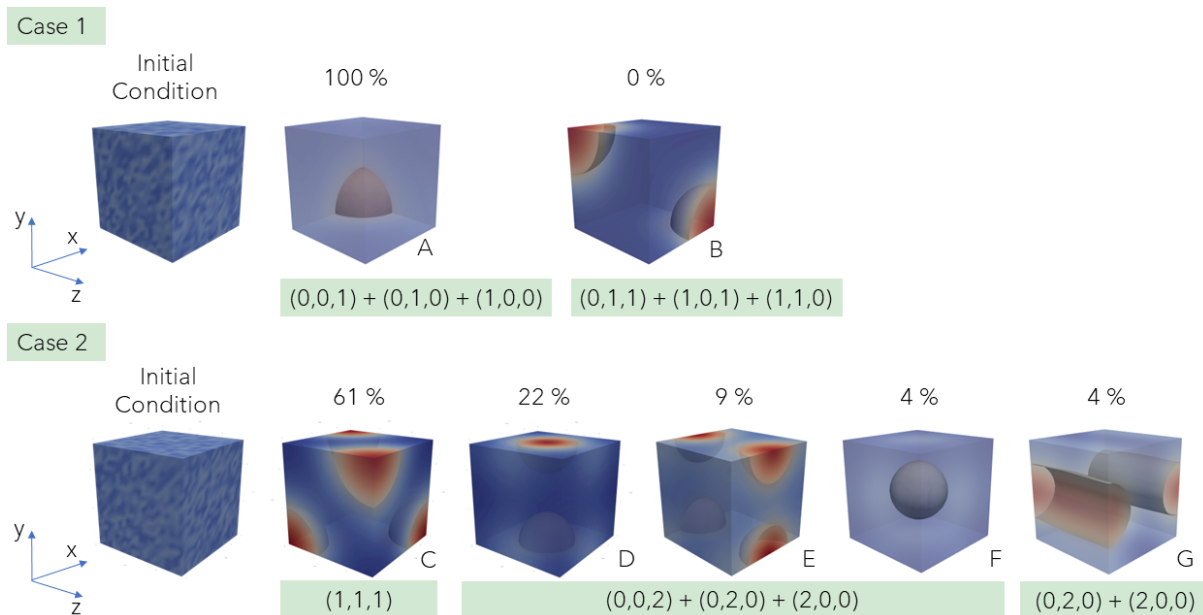 Case 1
Initial
Condition
100 %
0 %
y
x
z
A
B
(0,0,1) + (0,1,0) + (1,0,0)
(0,1,1) + (1,0,1) + (1,1,0)
Case 2
Initial
Condition
61 %
22 %
9 %
4 %
4 %
y
x
z
C
D
E
F
G
(1,1,1)
(0,0,2) + (0,2,0) + (2,0,0)
(0,2,0) + (2,0,0)